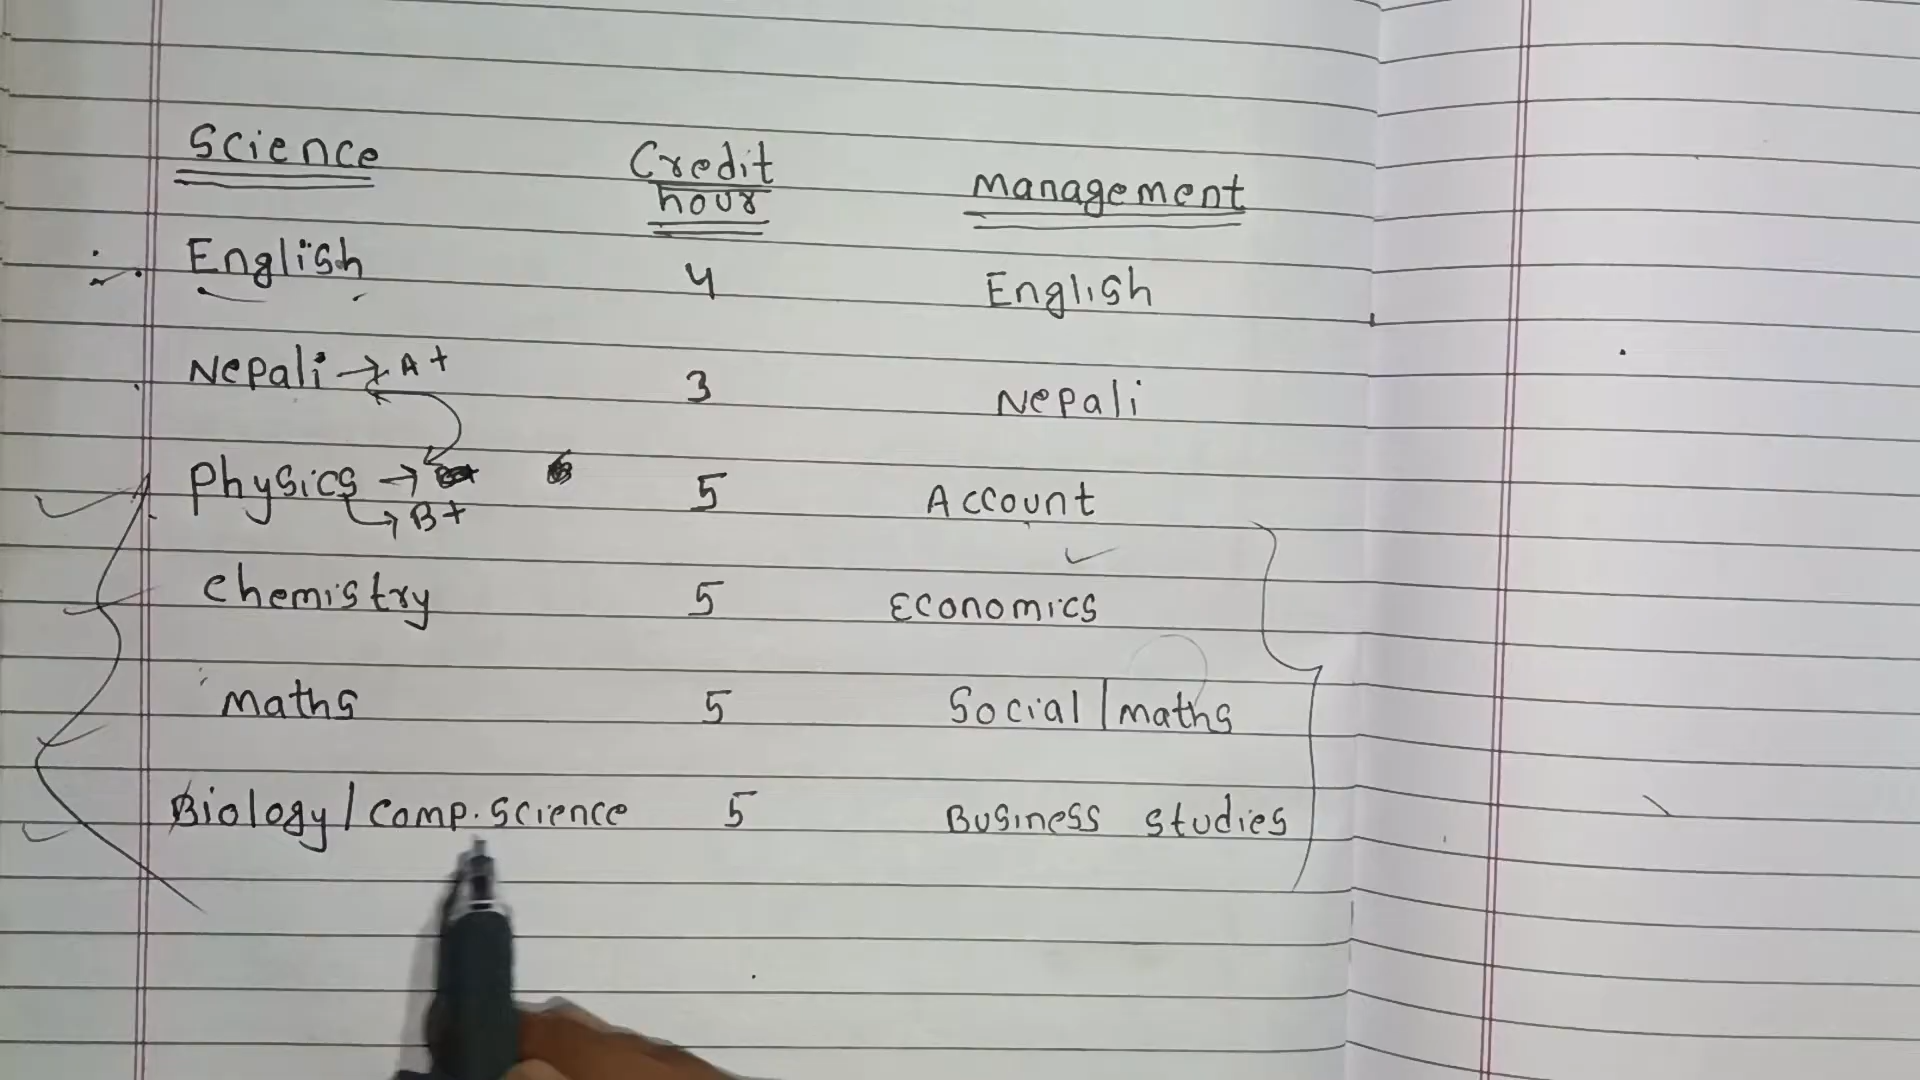 Science Credit hour Management
English 4 English
Nepali → A+ 3 Nepali
Physics → 5 Account
→ B+
Chemistry 5 Economics
Maths 5 Social | maths
Biology / Comp. Science 5 Business studies